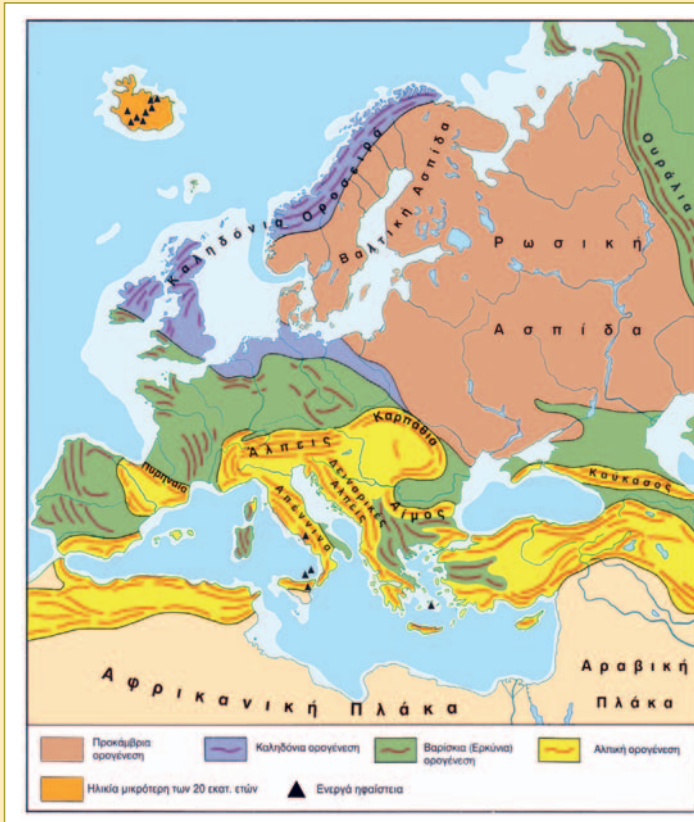 Ουράλια
Καληδόνια Οροσειρά
Βαλτική Ασπίδα
Ρωσική
Ασπίδα
Καρπάθια
Άλπεις
Πυρηναία
Δειναρικές
Άλπεις
Απέννινα
Αίμος
Καύκασος
Αφρικανική Πλάκα
Αραβική
Πλάκα
Προκάμβρια
ορογένεση
Καληδόνια ορογένεση
Βαρίσκια (Ερκύνια)
ορογένεση
Αλπική ορογένεση
Ηλικία μικρότερη των 20 εκατ. ετών
Ενεργά ηφαίστεια